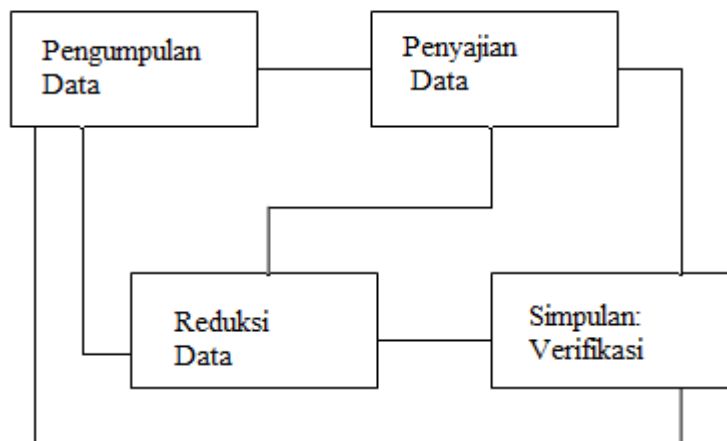 Pengumpulan
Data
Penyajian
Data
Reduksi
Data
Simpulan:
Verifikasi